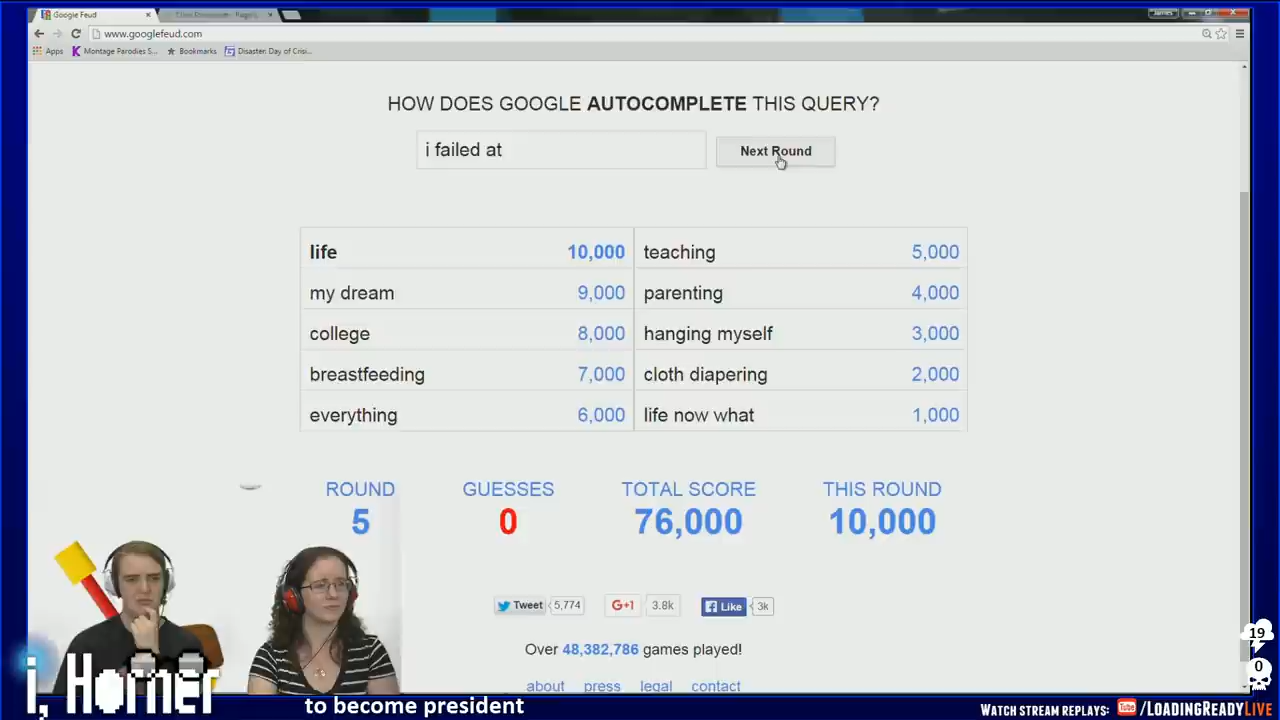 Google Feud
James
www.googlefeud.com
Apps Montage Parodies S... Bookmarks Disaster: Day of Crisi...
HOW DOES GOOGLE AUTOCOMPLETE THIS QUERY?
i failed at Next Round
life 10,000 teaching 5,000
my dream 9,000 parenting 4,000
college 8,000 hanging myself 3,000
breastfeeding 7,000 cloth diapering 2,000
everything 6,000 life now what 1,000
ROUND GUESSES TOTAL SCORE THIS ROUND
5 0 76,000 10,000
Tweet 5,774 G+1 3.8k Like 3k
19
Over 48,382,786 games played!
0
about press legal contact
i, Horner
to become president
WATCH STREAM REPLAYS: YouTube /LOADINGREADYLIVE